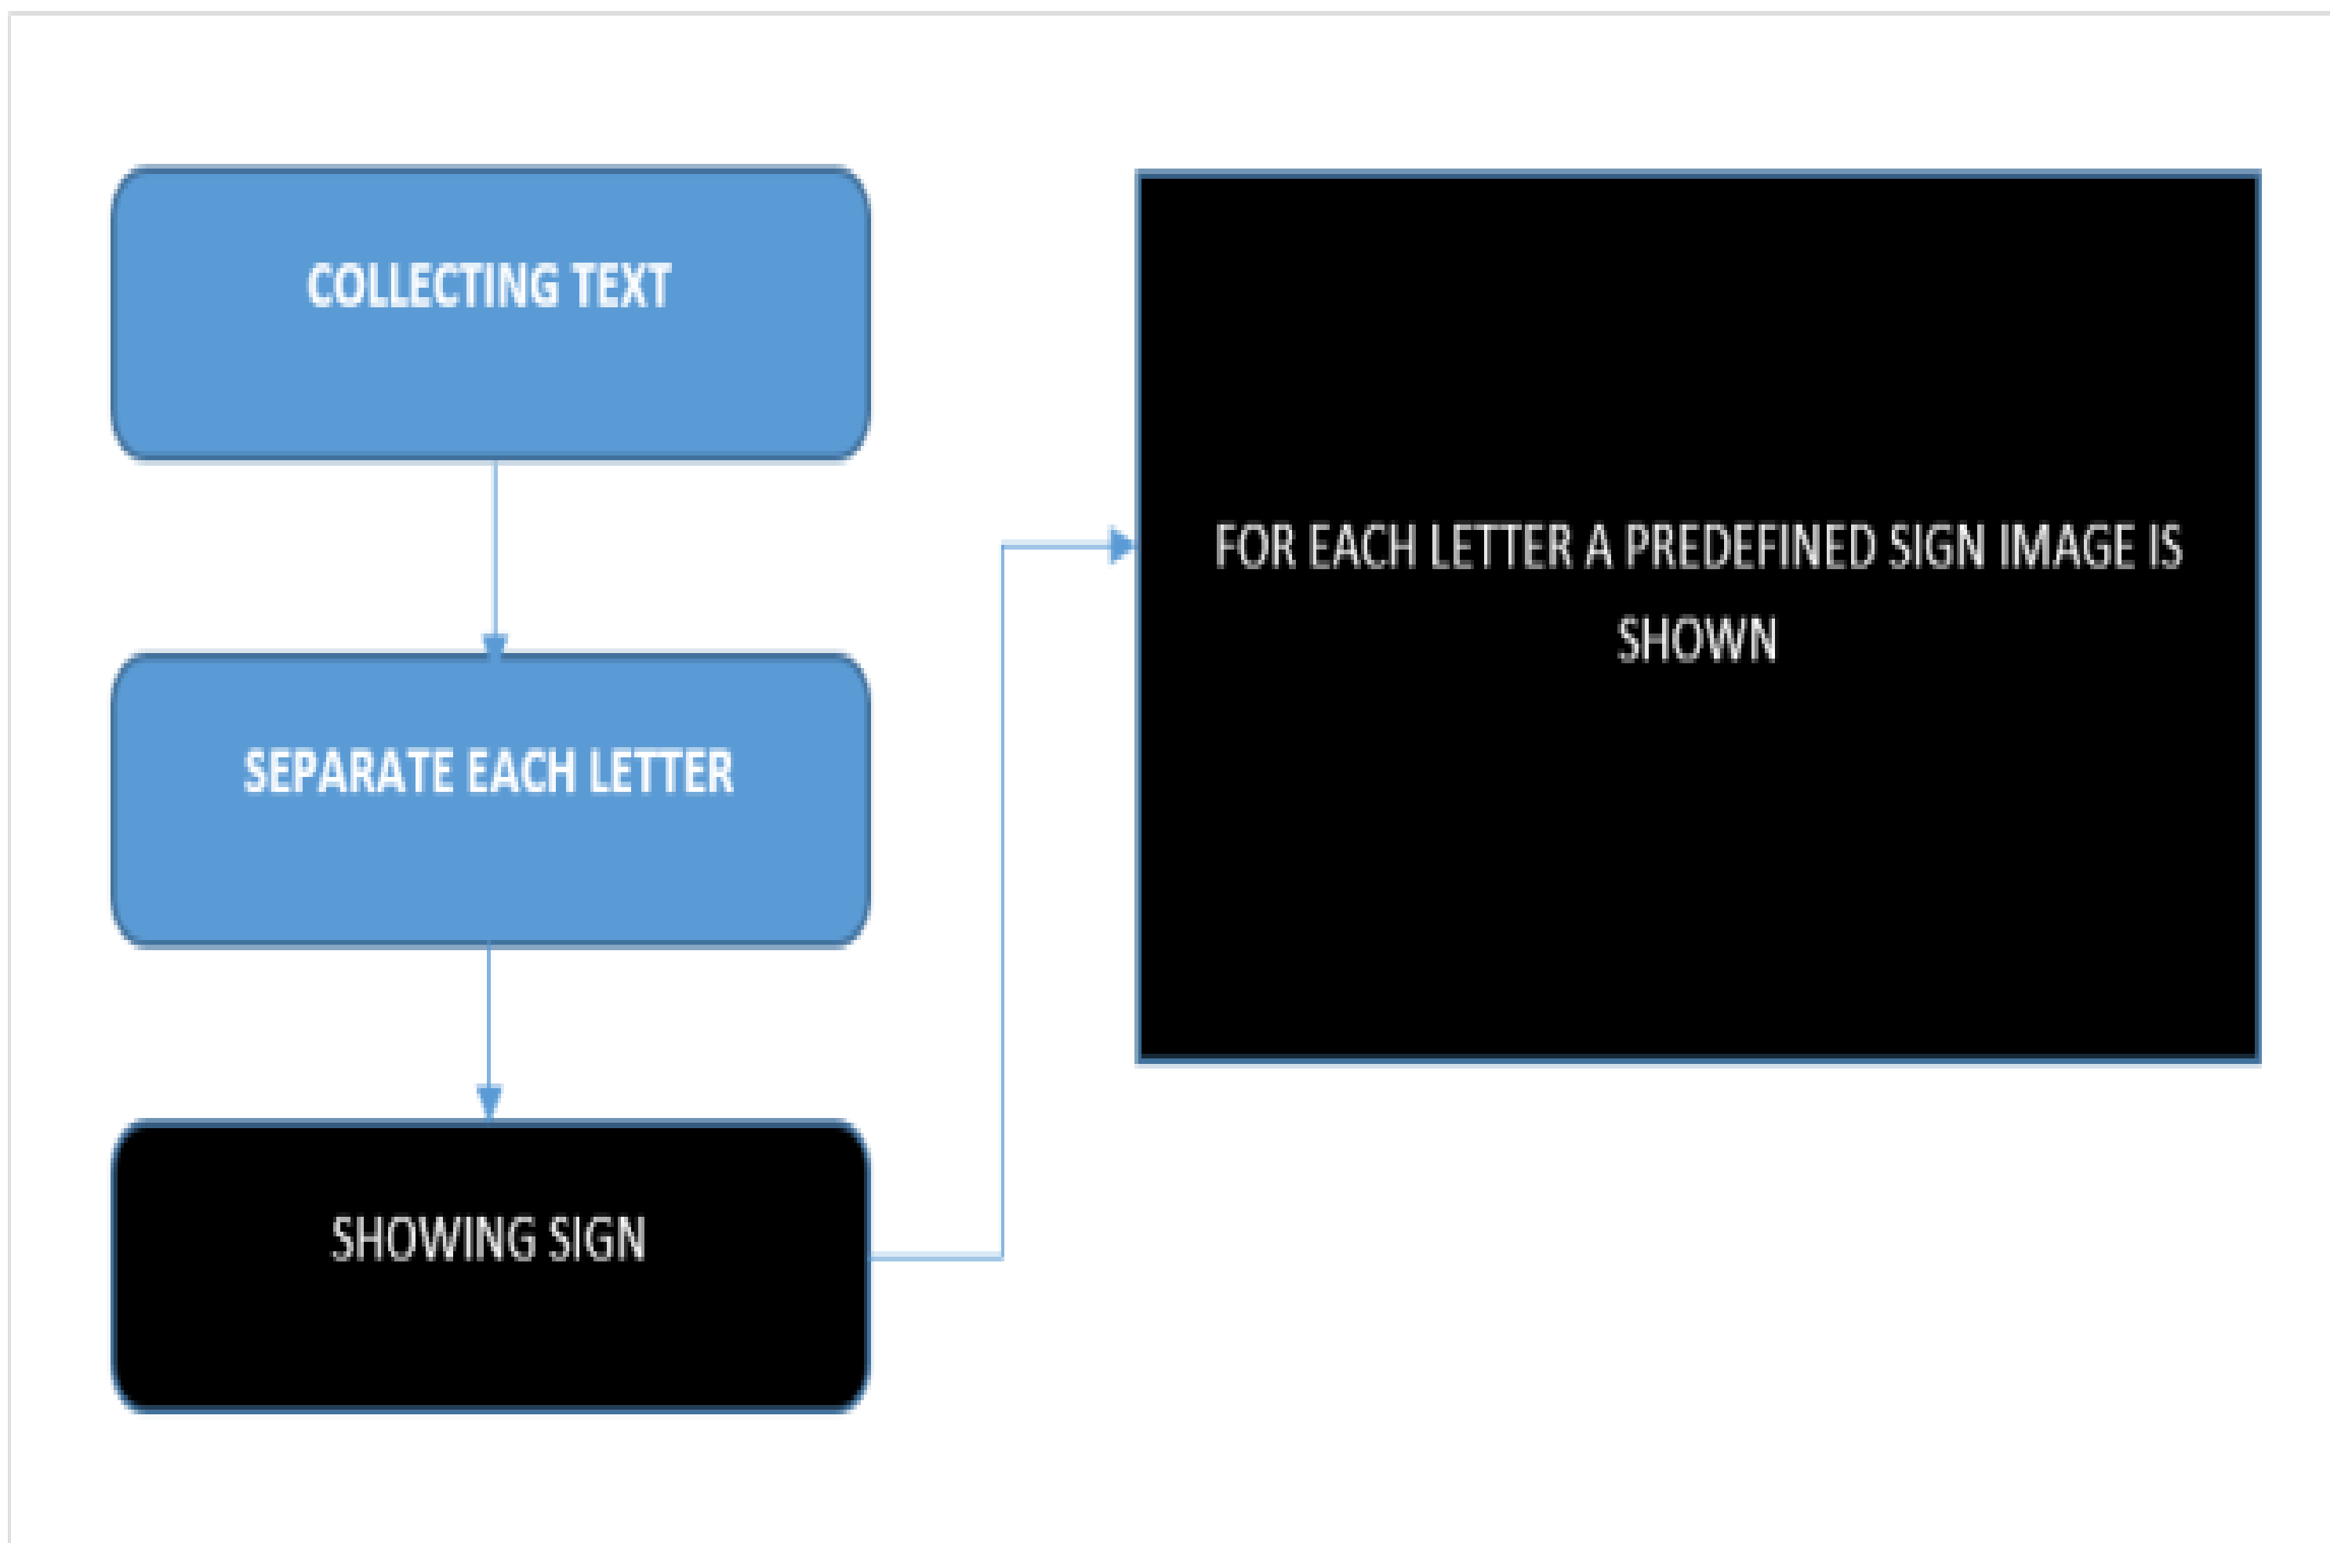 COLLECTING TEXT
SEPARATE EACH LETTER
SHOWING SIGN
FOR EACH LETTER A PREDEFINED SIGN IMAGE IS
SHOWN